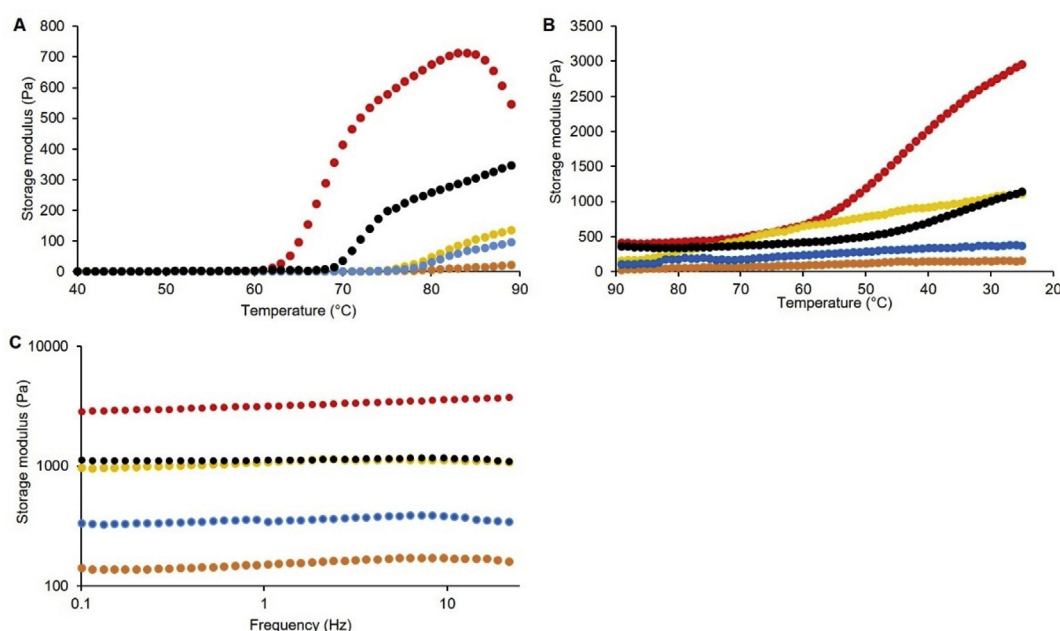 A
Storage modulus (Pa)
800
700
600
500
400
300
200
100
0
40 50 60 70 80 90
Temperature (°C)
B
Storage modulus (Pa)
3500
3000
2500
2000
1500
1000
500
0
90 80 70 60 50 40 30 20
Temperature (°C)
C
Storage modulus (Pa)
10000
1000
100
0.1 1 10
Frequency (Hz)